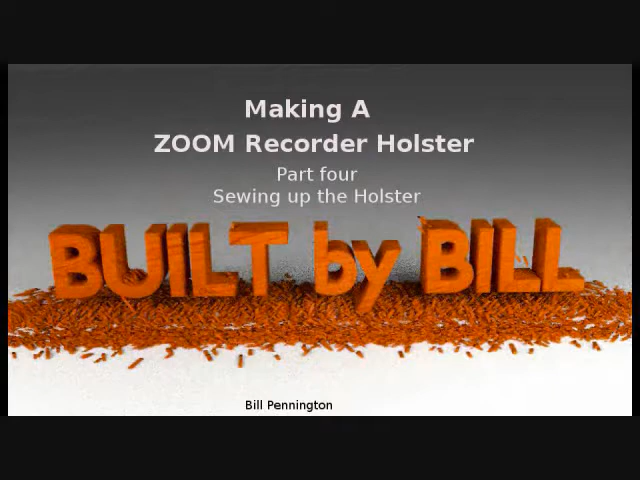 Making A
ZOOM Recorder Holster
Part four
Sewing up the Holster
BUILT by BILL
Bill Pennington